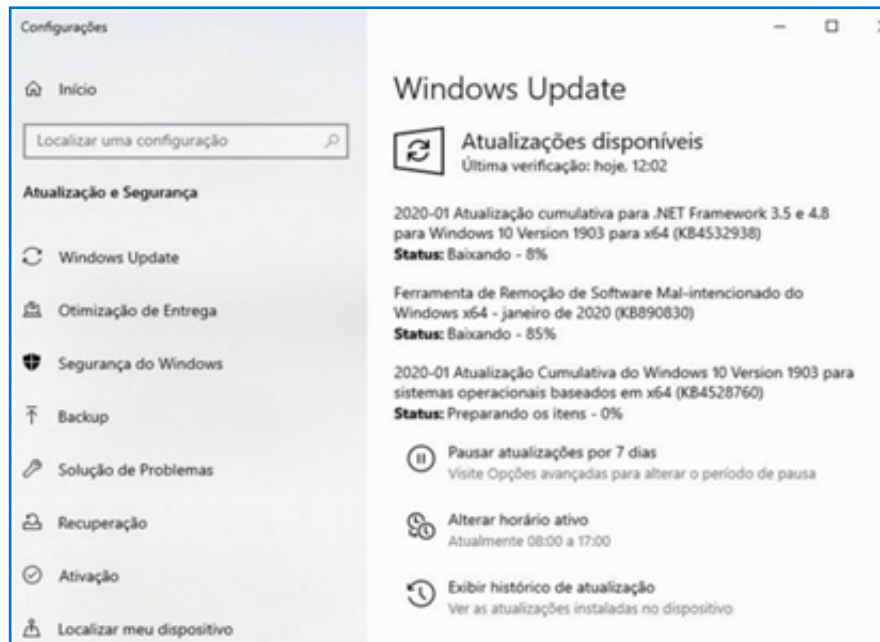 Configurações
Início
Localizar uma configuração
Atualização e Segurança
Windows Update
Otimização de Entrega
Segurança do Windows
Backup
Solução de Problemas
Recuperação
Ativação
Localizar meu dispositivo
Windows Update
Atualizações disponíveis
Última verificação: hoje, 12:02
2020-01 Atualização cumulativa para .NET Framework 3.5 e 4.8
para Windows 10 Version 1903 para x64 (KB4532938)
Status: Baixando - 8%
Ferramenta de Remoção de Software Mal-intencionado do
Windows x64 - janeiro de 2020 (KB890830)
Status: Baixando - 85%
2020-01 Atualização Cumulativa do Windows 10 Version 1903 para
sistemas operacionais baseados em x64 (KB4528760)
Status: Preparando os itens - 0%
Pausar atualizações por 7 dias
Visite Opções avançadas para alterar o período de pausa
Alterar horário ativo
Atualmente 08:00 a 17:00
Exibir histórico de atualização
Ver as atualizações instaladas no dispositivo